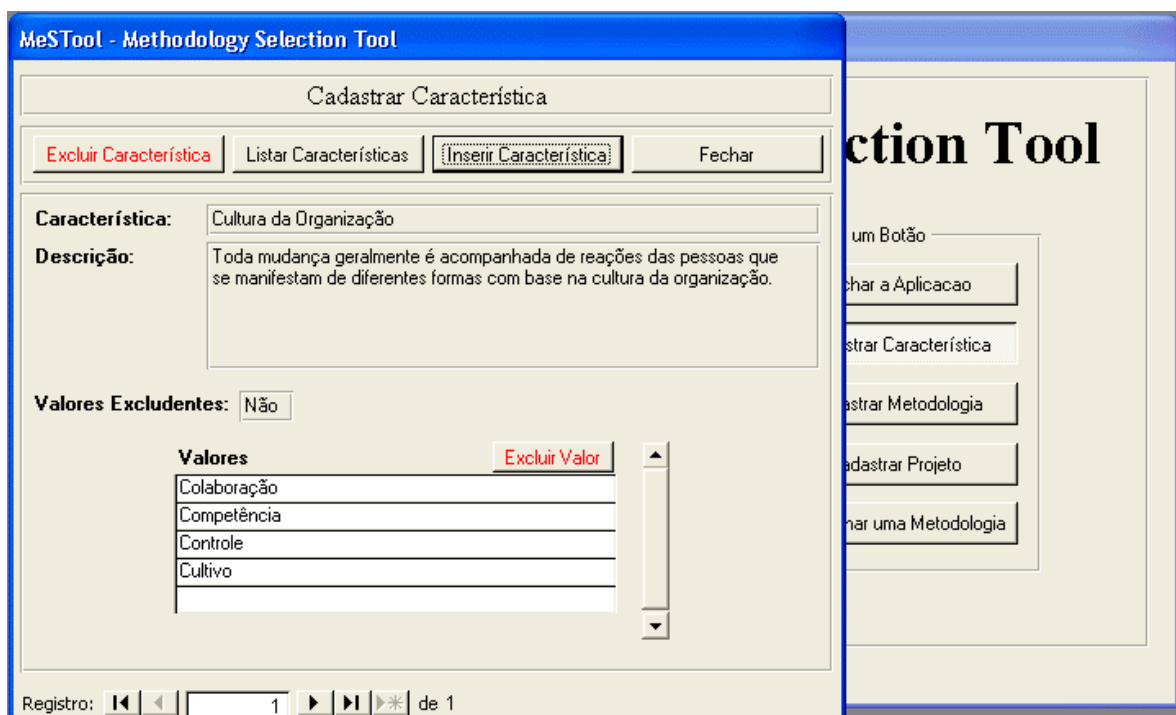 MeSTool - Methodology Selection Tool
Cadastrar Característica
Excluir Característica
Listar Características
Inserir Característica
Fechar
Característica: Cultura da Organização
Descrição: Toda mudança geralmente é acompanhada de reações das pessoas que
se manifestam de diferentes formas com base na cultura da organização.
Valores Excludentes: Não
Valores
Excluir Valor
Colaboração
Competência
Controle
Cultivo
Registro: 1 de 1
ction Tool
um Botão
char a Aplicacao
strar Característica
astrar Metodologia
adastrar Projeto
nar uma Metodologia